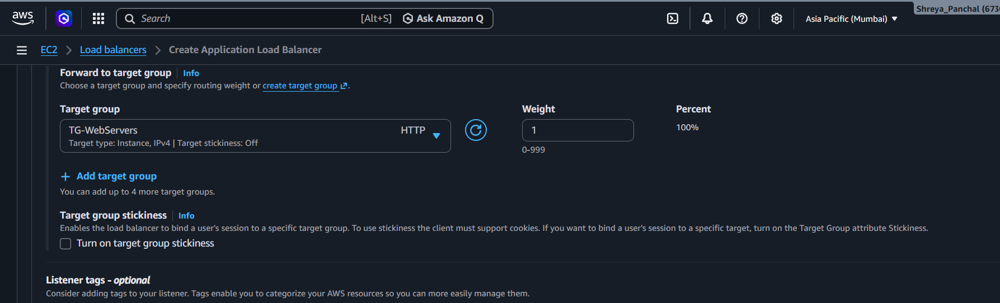 aws
Search [Alt+S] Ask Amazon Q
Asia Pacific (Mumbai) ▼
Shreya_Panchal (673
EC2 > Load balancers > Create Application Load Balancer
Forward to target group | Info
Choose a target group and specify routing weight or create target group.
Target group Weight Percent
TG-WebServers HTTP 1 100%
Target type: Instance, IPv4 | Target stickiness: Off
0-999
+ Add target group
You can add up to 4 more target groups.
Target group stickiness | Info
Enables the load balancer to bind a user's session to a specific target group. To use stickiness the client must support cookies. If you want to bind a user's session to a specific target, turn on the Target Group attribute Stickiness.
Turn on target group stickiness
Listener tags - optional
Consider adding tags to your listener. Tags enable you to categorize your AWS resources so you can more easily manage them.